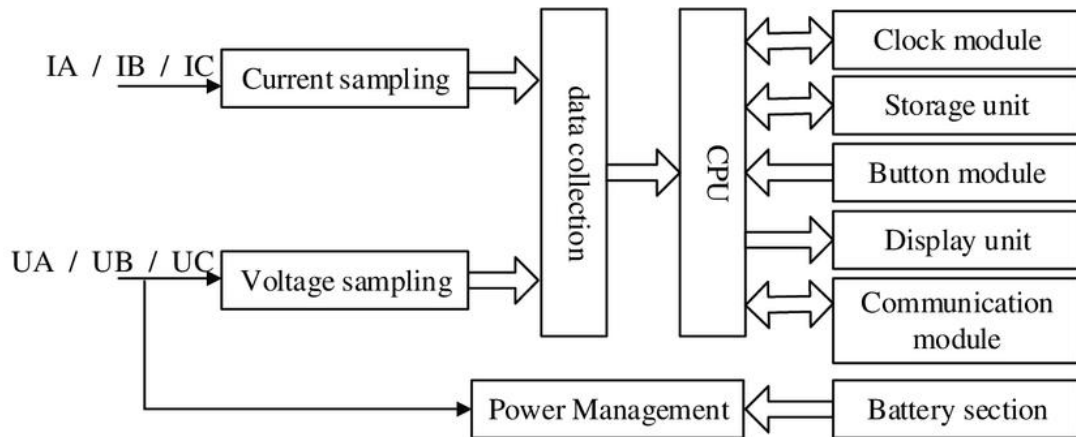 IA / IB / IC
Current sampling
UA / UB / UC
Voltage sampling
data collection
CPU
Clock module
Storage unit
Button module
Display unit
Communication
module
Power Management
Battery section